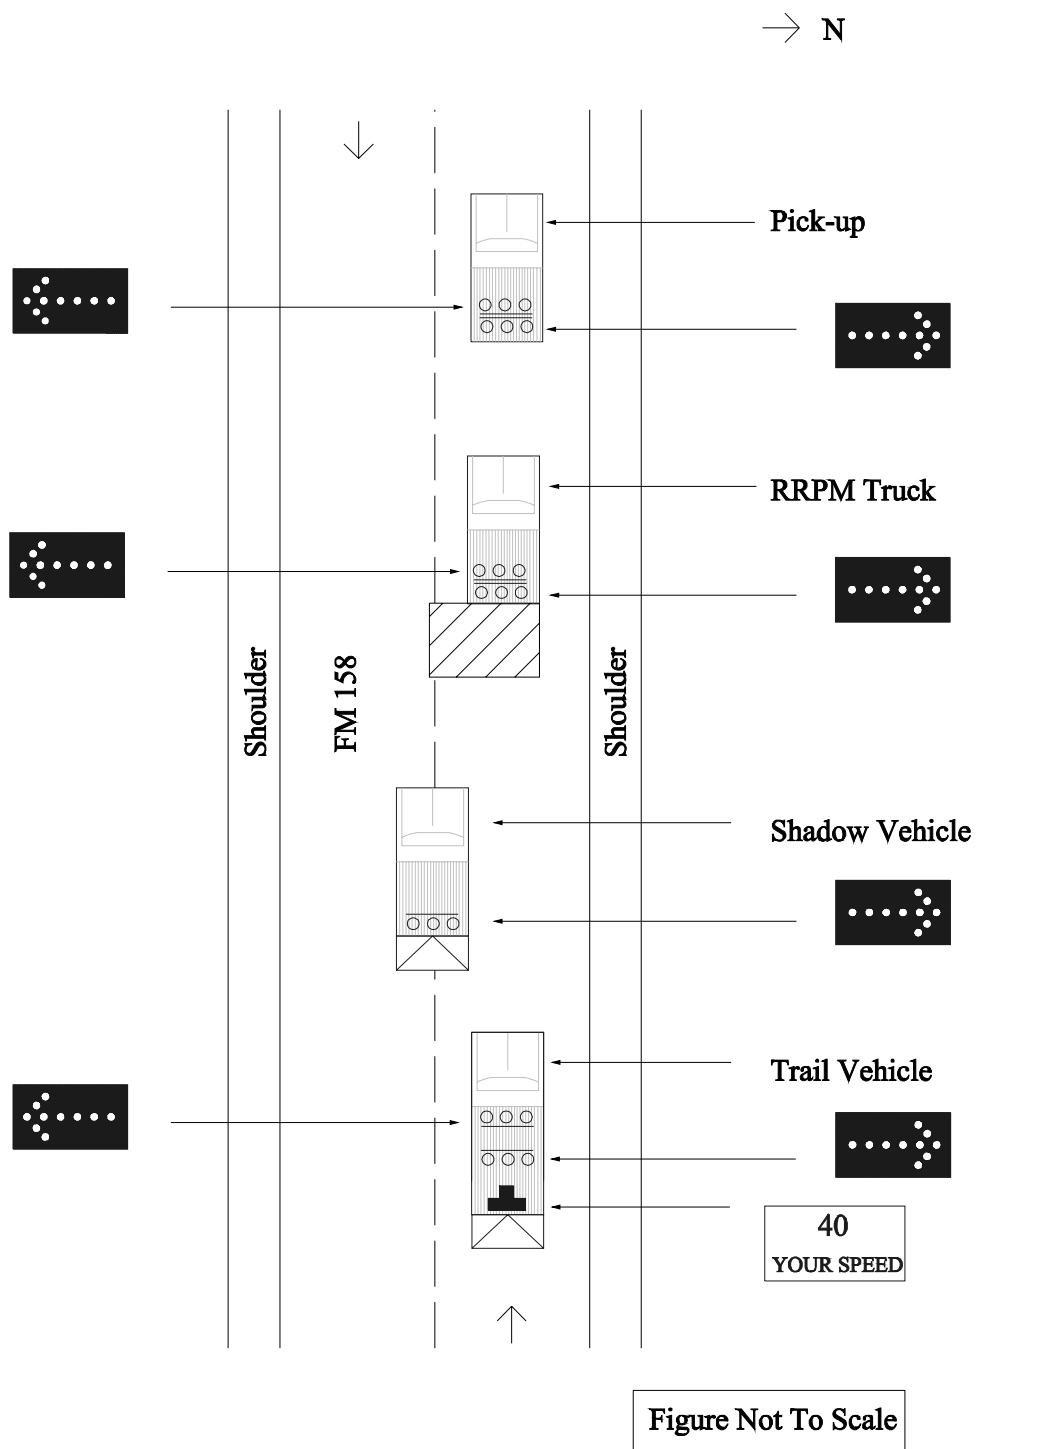 N
Pick-up
RRPM Truck
Shoulder
FM 158
Shoulder
Shadow Vehicle
Trail Vehicle
40
YOUR SPEED
Figure Not To Scale